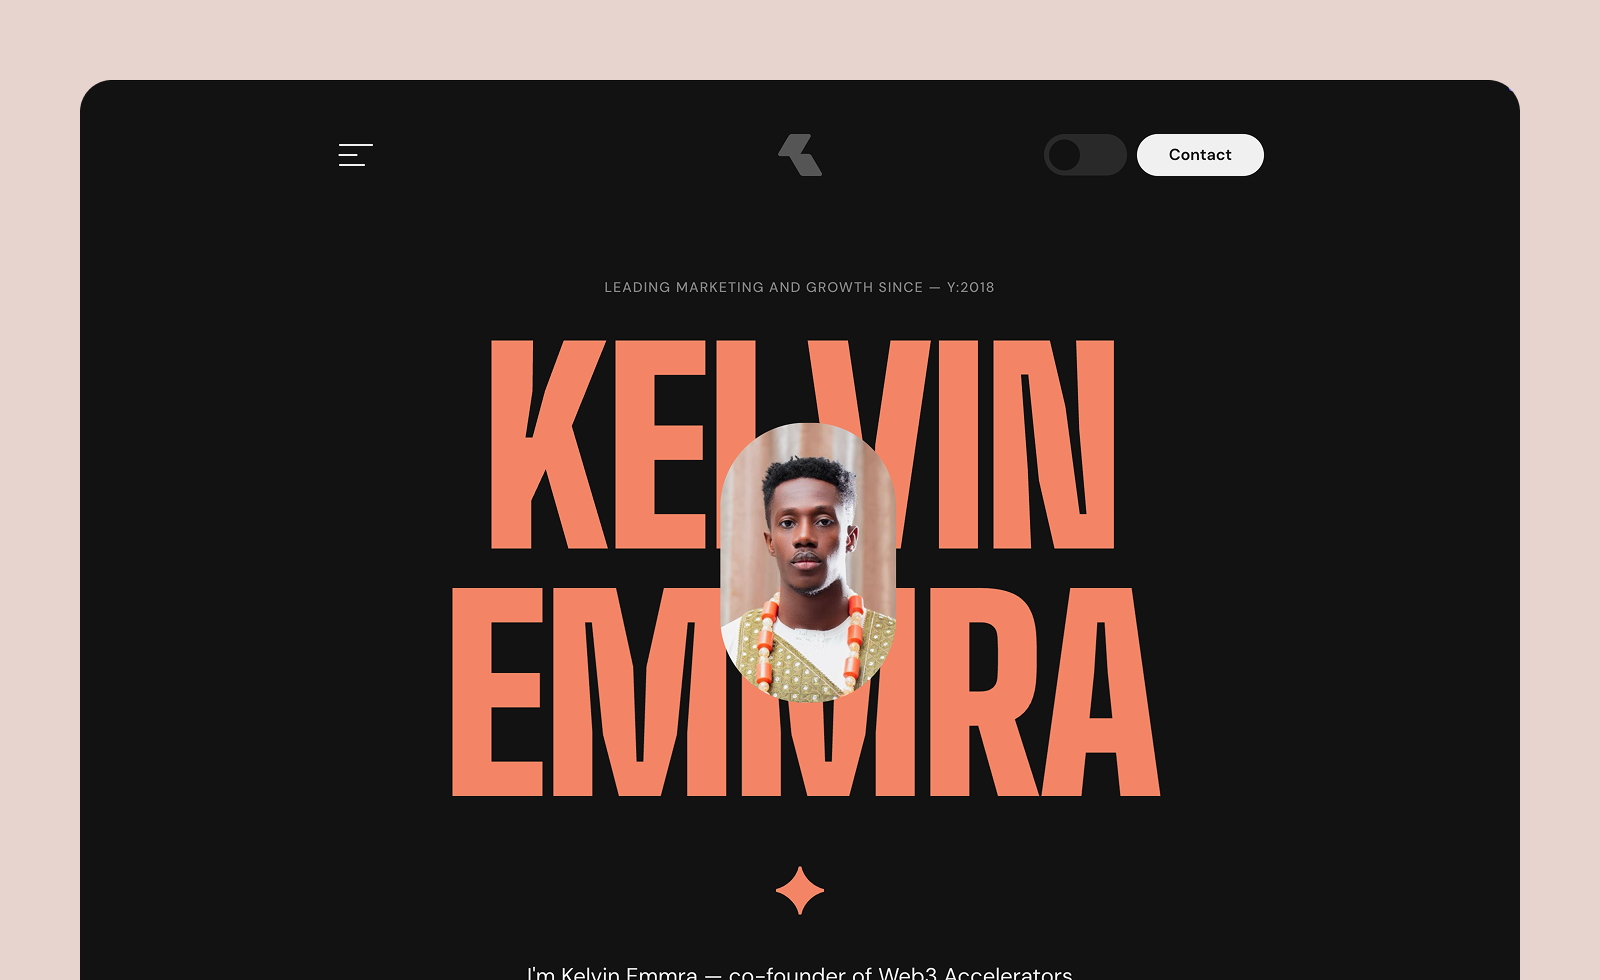 Contact
LEADING MARKETING AND GROWTH SINCE — Y:2018
KELVIN
EMMRA
I'm Kelvin Emmra — co-founder of Web3 Accelerators